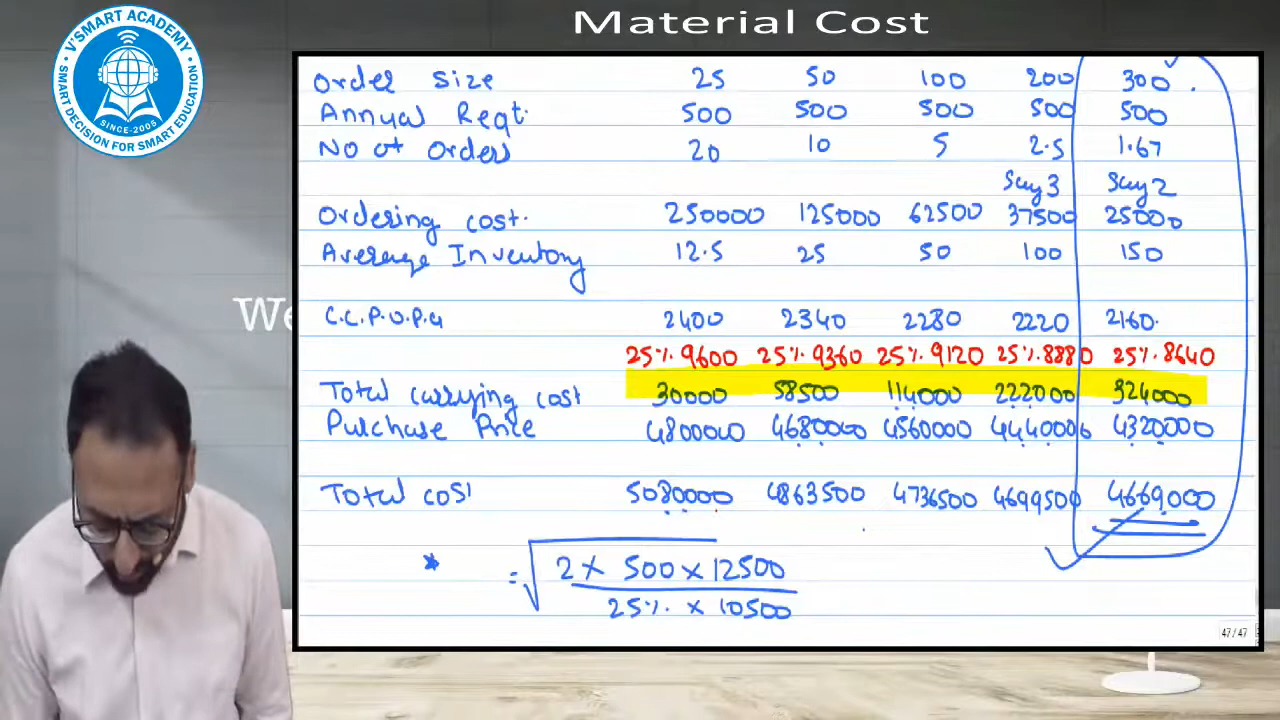 Material Cost
V'SMART ACADEMY
SINCE-2006
SMART DECISION FOR SMART EDUCATION
We
Order Size 25 50 100 200 300 .
Annual Reqt. 500 500 500 500 500
No of Orders 20 10 5 2.5 1.67
Say 3 Say 2
Ordering cost. 250000 125000 62500 37500 25000
Average Inventory 12.5 25 50 100 150
C.C.P.U.P.a 2400 2340 2280 2220 2160.
25%. 9600 25%. 9360 25%. 9120 25%. 8880 25%. 8640
Total carrying cost 30000 58500 114000 222000 324000
Purchase Price 4800000 4680000 4560000 4440000 4320000
Total cost 5080000 4863500 4736500 4699500 4669000
* = √ 2 × 500 × 12500
25%. × 10500
47/47